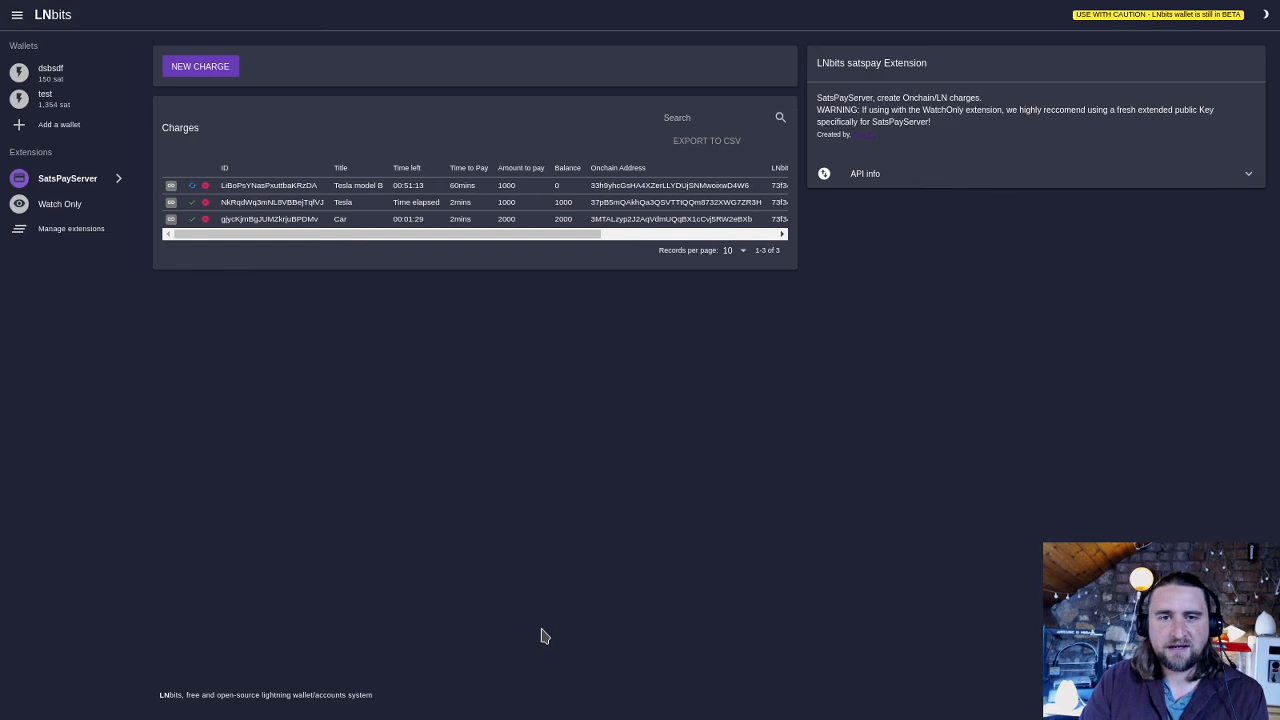 LNbits
USE WITH CAUTION - LNbits wallet is still in BETA
Wallets
dsbsdf
150 sat
test
1,354 sat
Add a wallet
Extensions
SatsPayServer
Watch Only
Manage extensions
NEW CHARGE
Charges
Search
EXPORT TO CSV
ID Title Time left Time to Pay Amount to pay Balance Onchain Address LNbit
LiBoPsYNasPxuttbaKRzDA Tesla model B 00:51:13 60mins 1000 0 33h9yhcGsHA4XZerLLYDUjSNMwoixwD4W6 73f34
NkRqdWq3mNL8VBBejTqfVJ Tesla Time elapsed 2mins 1000 1000 37pB5mQAkhQa3QSVTTtQQm8732XWG7ZR3H 73f34
gjycKjmBgJUMZkrjuBPDMv Car 00:01:29 2mins 2000 2000 3MTALzyp2J2AqVdmUQqBX1cCvj5RW2eBXb 73f34
Records per page: 10 1-3 of 3
LNbits satspay Extension
SatsPayServer, create Onchain/LN charges.
WARNING: If using with the WatchOnly extension, we highly reccomend using a fresh extended public Key
specifically for SatsPayServer!
Created by,
API info
LNbits, free and open-source lightning wallet/accounts system